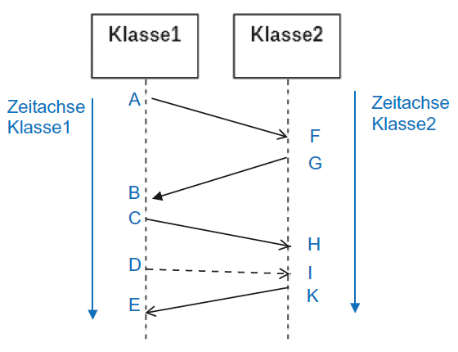 Klasse1
Klasse2
Zeitachse
Klasse1
Zeitachse
Klasse2
A
F
G
B
C
H
D
I
K
E